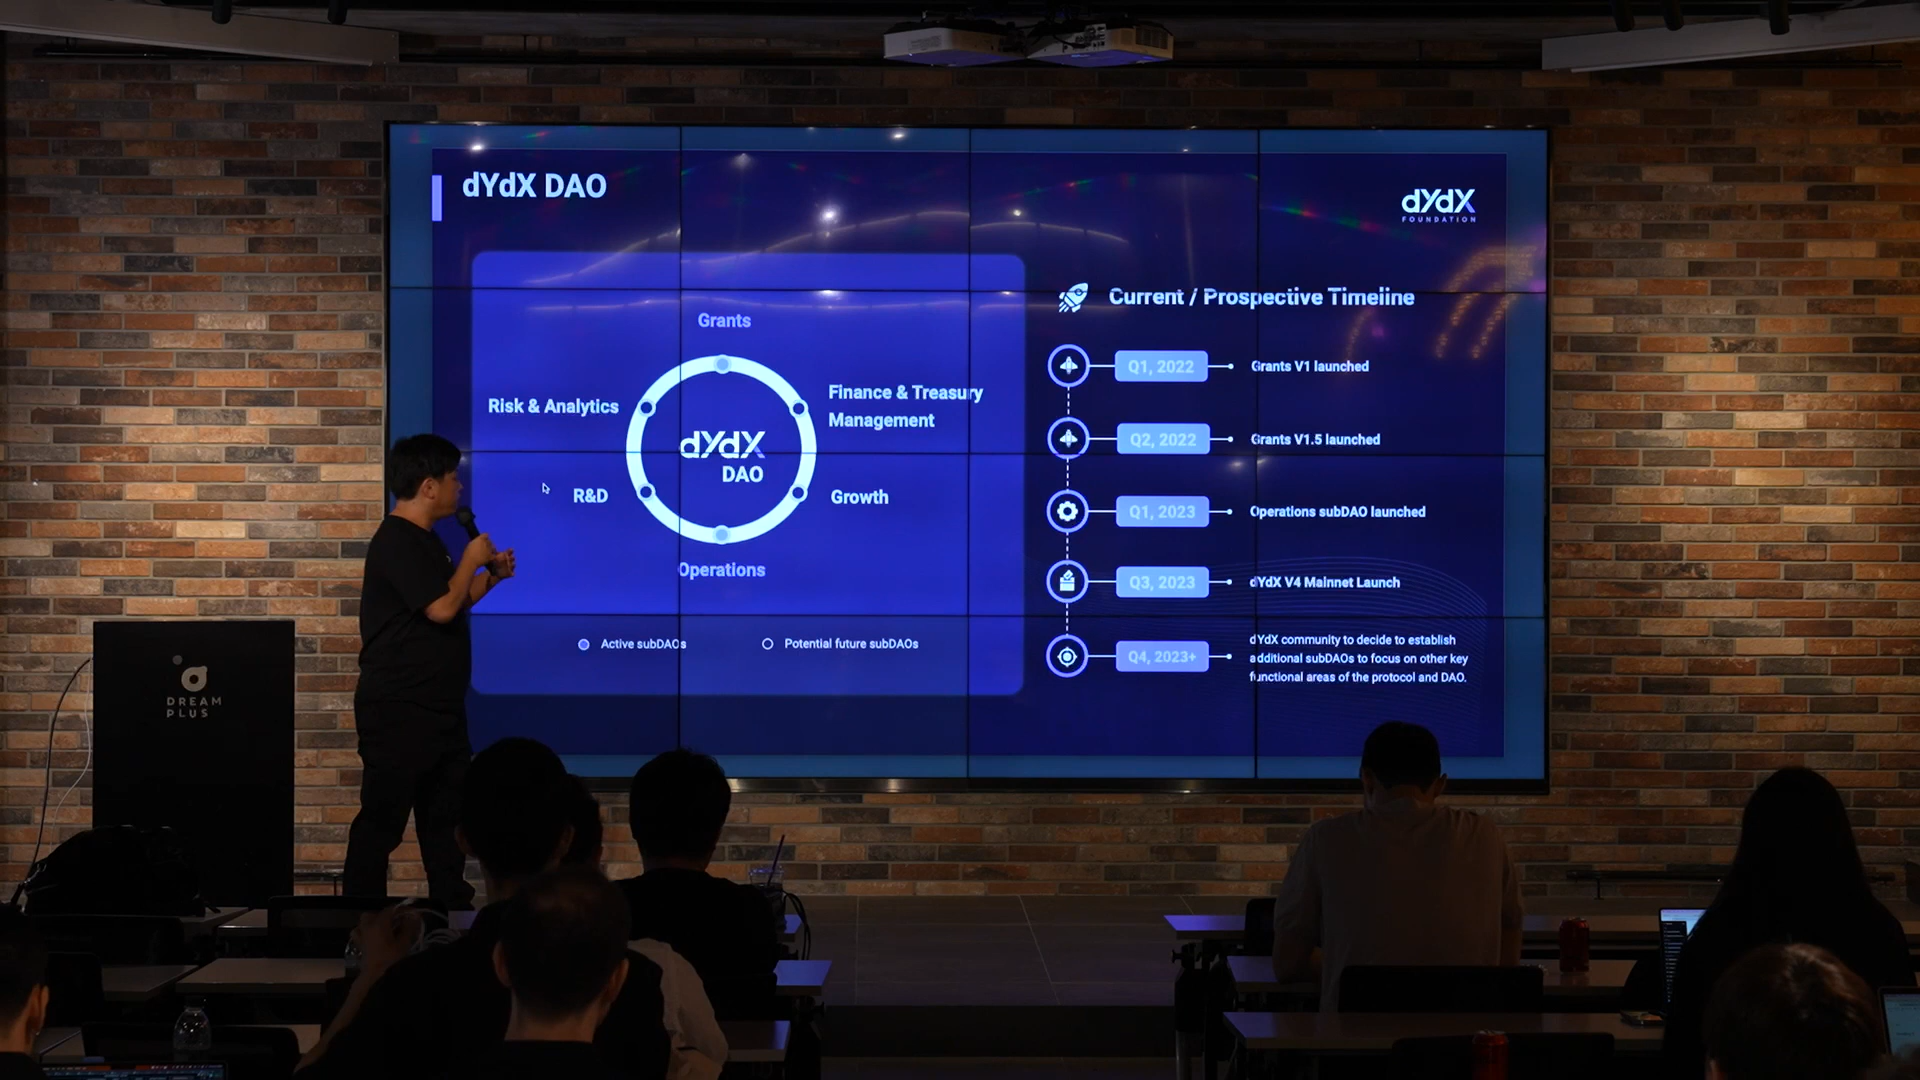 dYdX DAO
dYdX
FOUNDATION
Grants
Risk & Analytics
Finance & Treasury
Management
dYdX
DAO
R&D
Growth
Operations
Active subDAOs
Potential future subDAOs
Current / Prospective Timeline
Q1, 2022
Grants V1 launched
Q2, 2022
Grants V1.5 launched
Q1, 2023
Operations subDAO launched
Q3, 2023
dYdX V4 Mainnet Launch
Q4, 2023+
dYdX community to decide to establish
additional subDAOs to focus on other key
functional areas of the protocol and DAO.
DREAM
PLUS